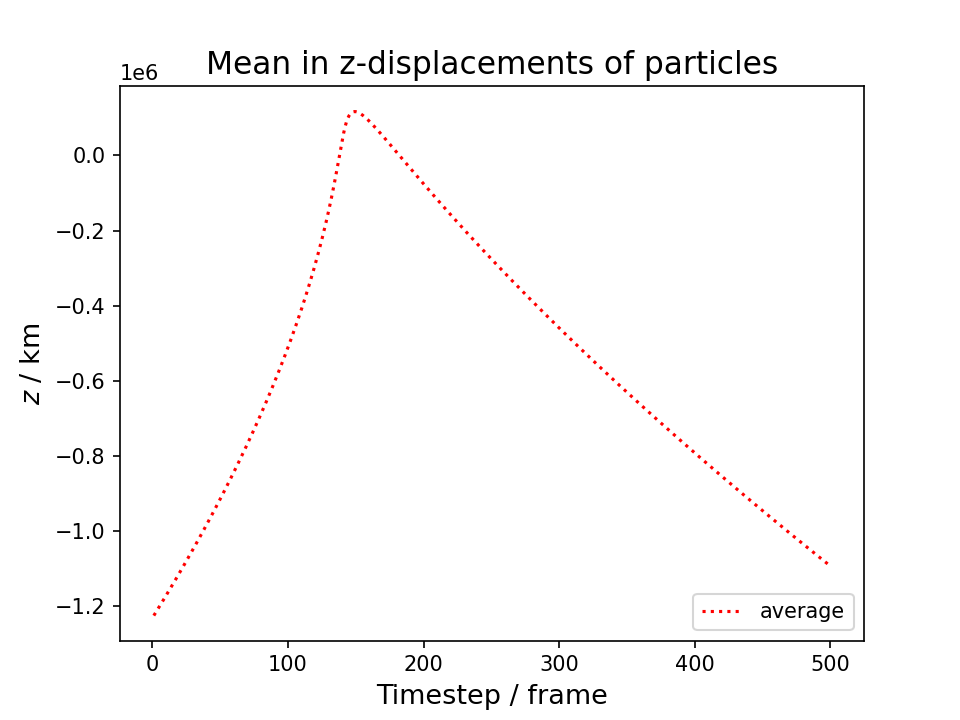 Mean in z-displacements of particles
1e6
0.0
−0.2
−0.4
−0.6
−0.8
−1.0
−1.2
z / km
0 100 200 300 400 500
Timestep / frame
average